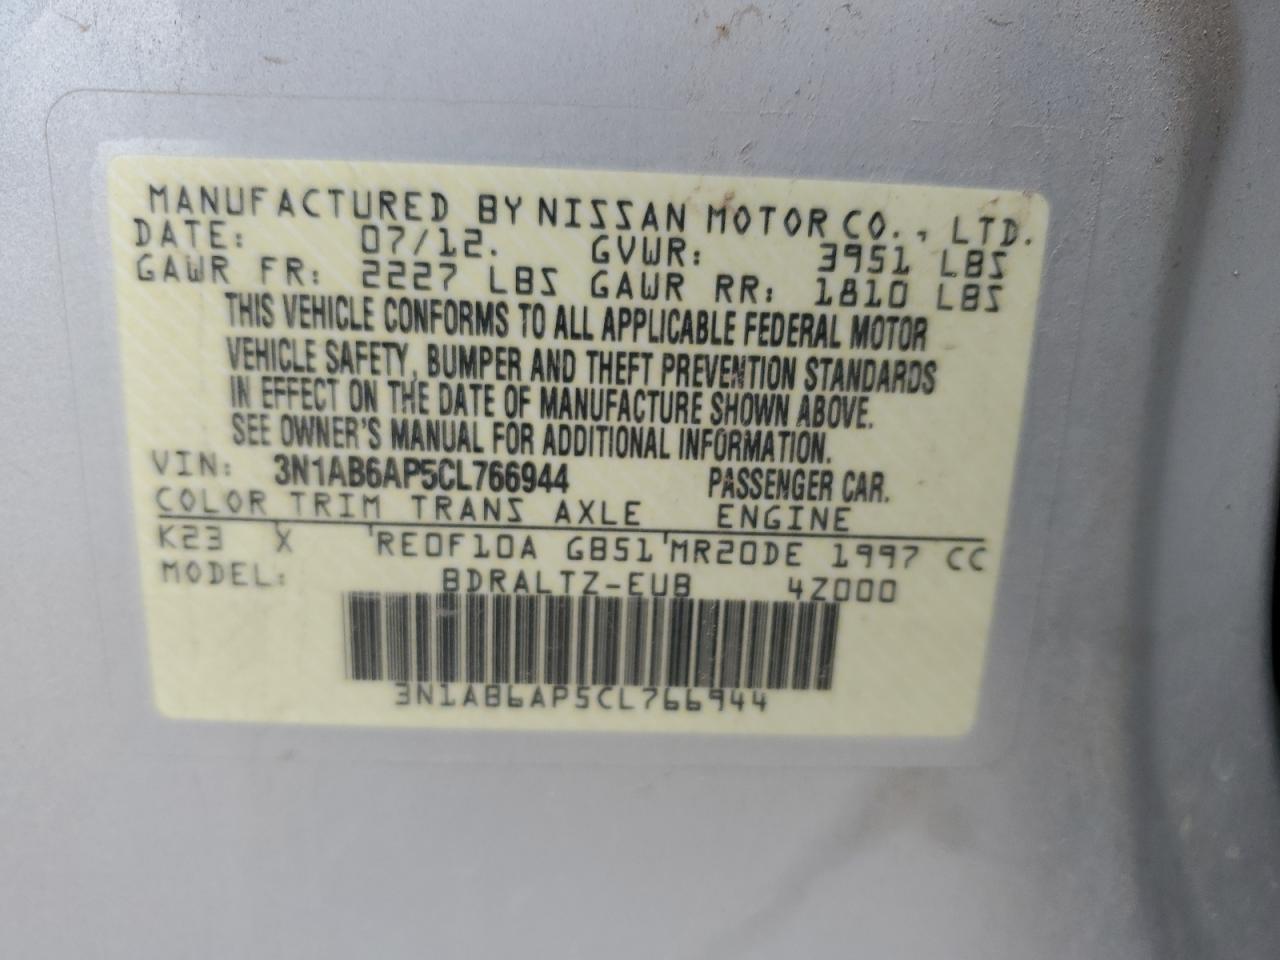 MANUFACTURED BY NISSAN MOTOR CO., LTD.
DATE: 07/12. GVWR: 3951 LBS
GAWR FR: 2227 LBS GAWR RR: 1810 LBS
THIS VEHICLE CONFORMS TO ALL APPLICABLE FEDERAL MOTOR
VEHICLE SAFETY, BUMPER AND THEFT PREVENTION STANDARDS
IN EFFECT ON THE DATE OF MANUFACTURE SHOWN ABOVE.
SEE OWNER'S MANUAL FOR ADDITIONAL INFORMATION.
VIN: 3N1AB6AP5CL766944 PASSENGER CAR.
COLOR TRIM TRANS AXLE ENGINE
K23 X 'RE0F10A GB51'MR20DE 1997 CC
MODEL: BDRALTZ-EUB 4Z000
3N1AB6AP5CL766944